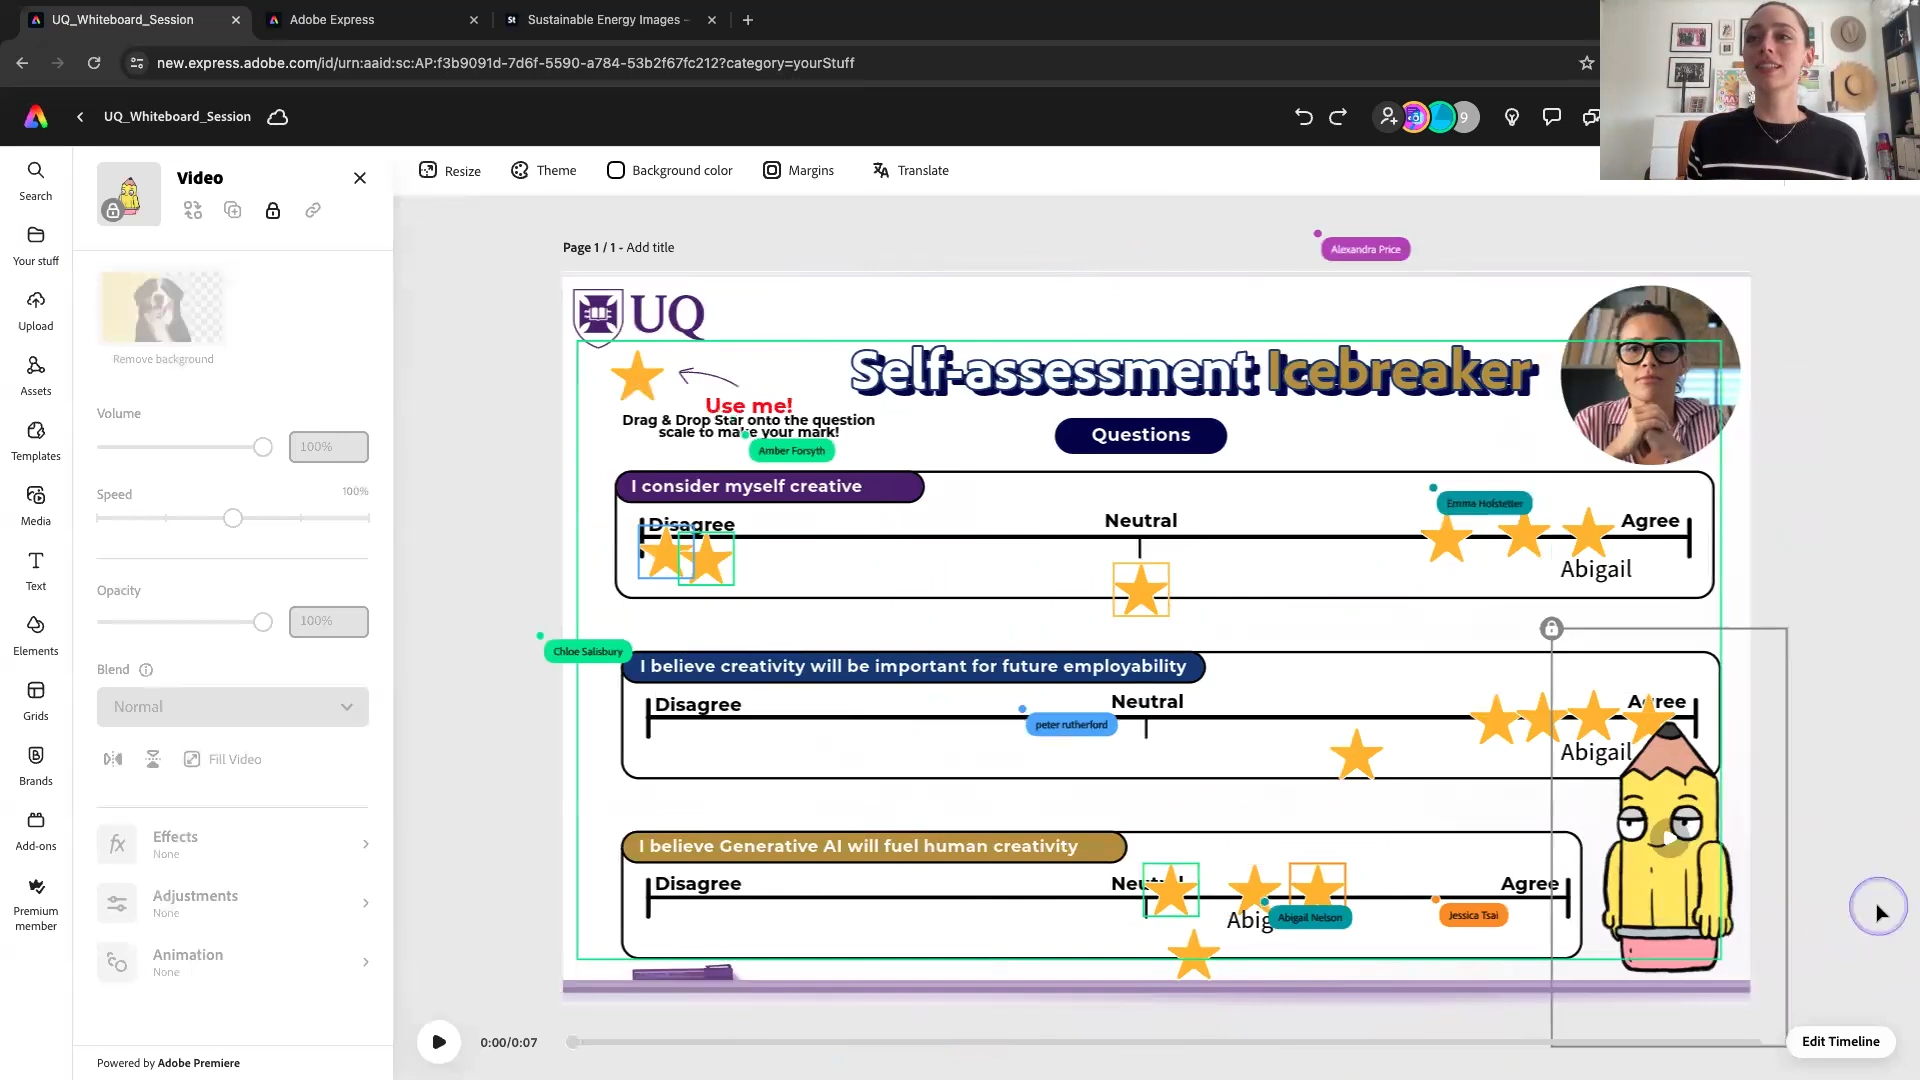 UQ_Whiteboard_Session
Adobe Express
St
Sustainable Energy Images -
new.express.adobe.com/id/urn:aaid:sc:AP:f3b9091d-7d6f-5590-a784-53b2f67fc212?category=yourStuff
UQ_Whiteboard_Session
9
Search
Your stuff
Upload
Assets
Templates
Media
Text
Elements
Grids
Brands
Add-ons
Premium
member
Video
Remove background
Volume
100%
Speed
100%
Opacity
100%
Blend
Normal
Fill Video
fx
Effects
None
Adjustments
None
Animation
None
Powered by Adobe Premiere
Resize
Theme
Background color
Margins
Translate
Page 1 / 1 - Add title
Alexandra Price
UQ
Self-assessment Icebreaker
Use me!
Drag & Drop Star onto the question
scale to make your mark!
Amber Forsyth
Questions
I consider myself creative
Emma Hofstetter
Disagree
Neutral
Agree
Abigail
Chloe Salisbury
I believe creativity will be important for future employability
Disagree
Neutral
Agree
peter rutherford
Abigail
I believe Generative AI will fuel human creativity
Disagree
Neutral
Agree
Abig
Abigail Nelson
Jessica Tsai
0:00/0:07
Edit Timeline